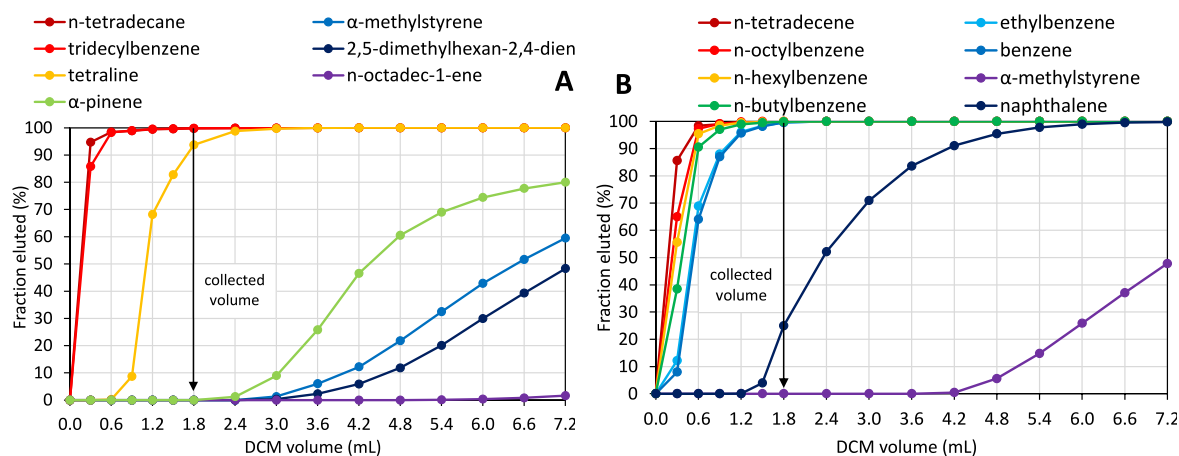 n-tetradecane
α-methylstyrene
tridecylbenzene
2,5-dimethylhexan-2,4-dien
tetraline
n-octadec-1-ene
α-pinene
A
Fraction eluted (%)
100
90
80
70
60
50
40
30
20
10
0
collected
volume
0.0 0.6 1.2 1.8 2.4 3.0 3.6 4.2 4.8 5.4 6.0 6.6 7.2
DCM volume (mL)
B
n-tetradecene
ethylbenzene
n-octylbenzene
benzene
n-hexylbenzene
α-methylstyrene
n-butylbenzene
naphthalene
Fraction eluted (%)
100
90
80
70
60
50
40
30
20
10
0
collected
volume
0.0 0.6 1.2 1.8 2.4 3.0 3.6 4.2 4.8 5.4 6.0 6.6 7.2
DCM volume (mL)